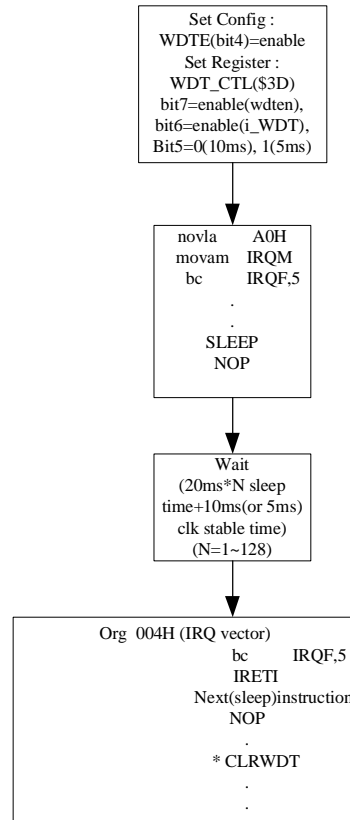 Set Config :
WDTE(bit4)=enable
Set Register :
WDT_CTL($3D)
bit7=enable(wdten),
bit6=enable(i_WDT),
Bit5=0(10ms), 1(5ms)
novla A0H
movam IRQM
bc IRQF,5
.
.
SLEEP
NOP
Wait
(20ms*N sleep
time+10ms(or 5ms)
clk stable time)
(N=1~128)
Org 004H (IRQ vector)
bc IRQF,5
IRETI
Next(sleep)instruction
NOP
.
* CLRWDT
.
.